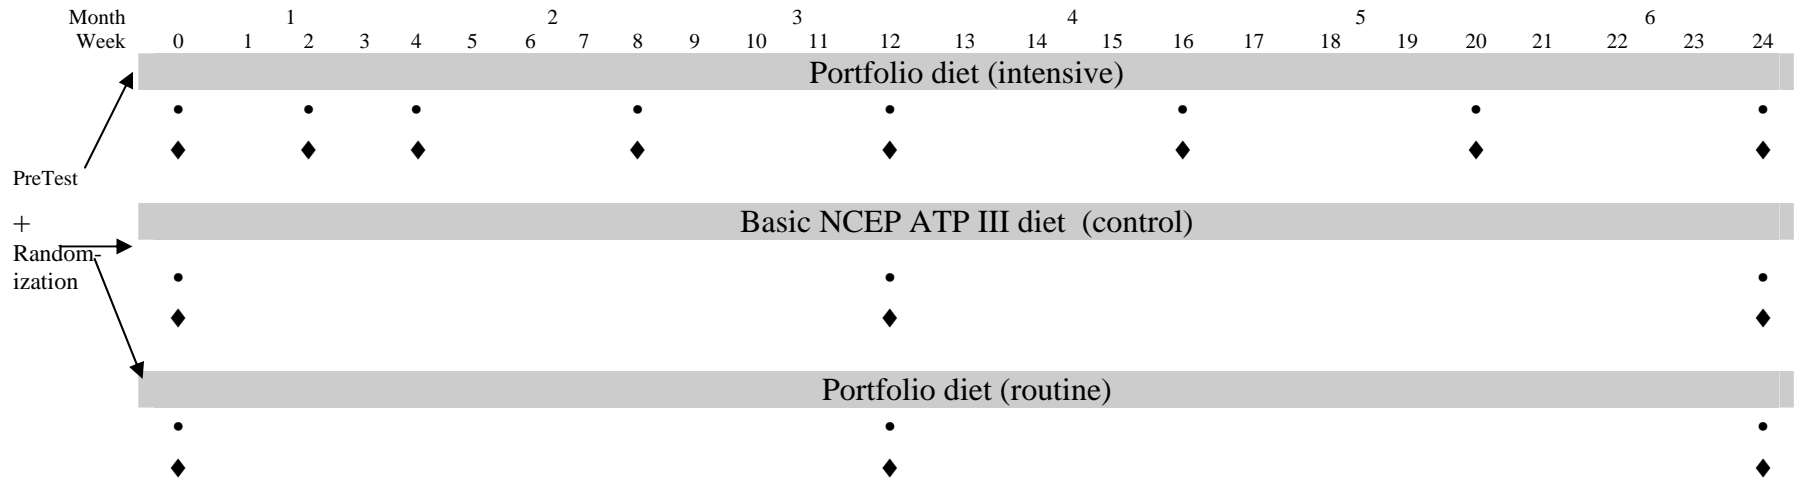 Month 1 2 3 4 5 6
Week 0 1 2 3 4 5 6 7 8 9 10 11 12 13 14 15 16 17 18 19 20 21 22 23 24
Portfolio diet (intensive)
PreTest
+
Random-
ization
Basic NCEP ATP III diet (control)
Portfolio diet (routine)